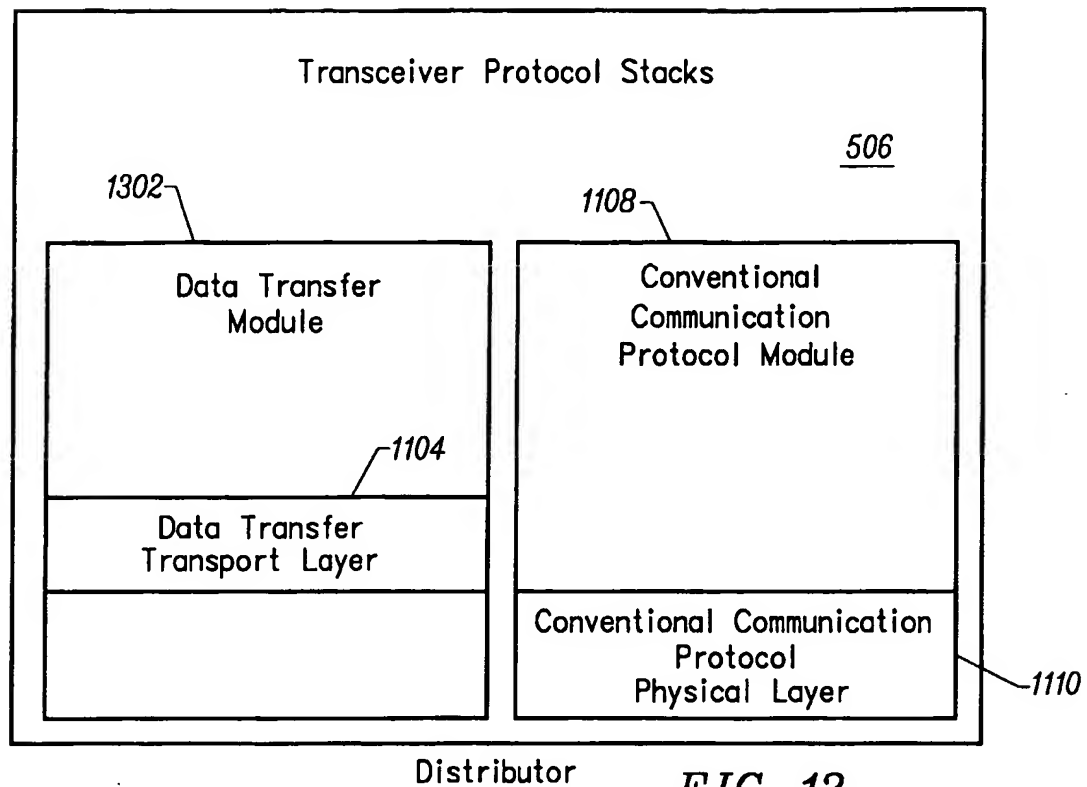 Transceiver Protocol Stacks
506
1302
1108
Data Transfer
Module
Conventional
Communication
Protocol Module
1104
Data Transfer
Transport Layer
Conventional Communication
Protocol
Physical Layer
1110
Distributor